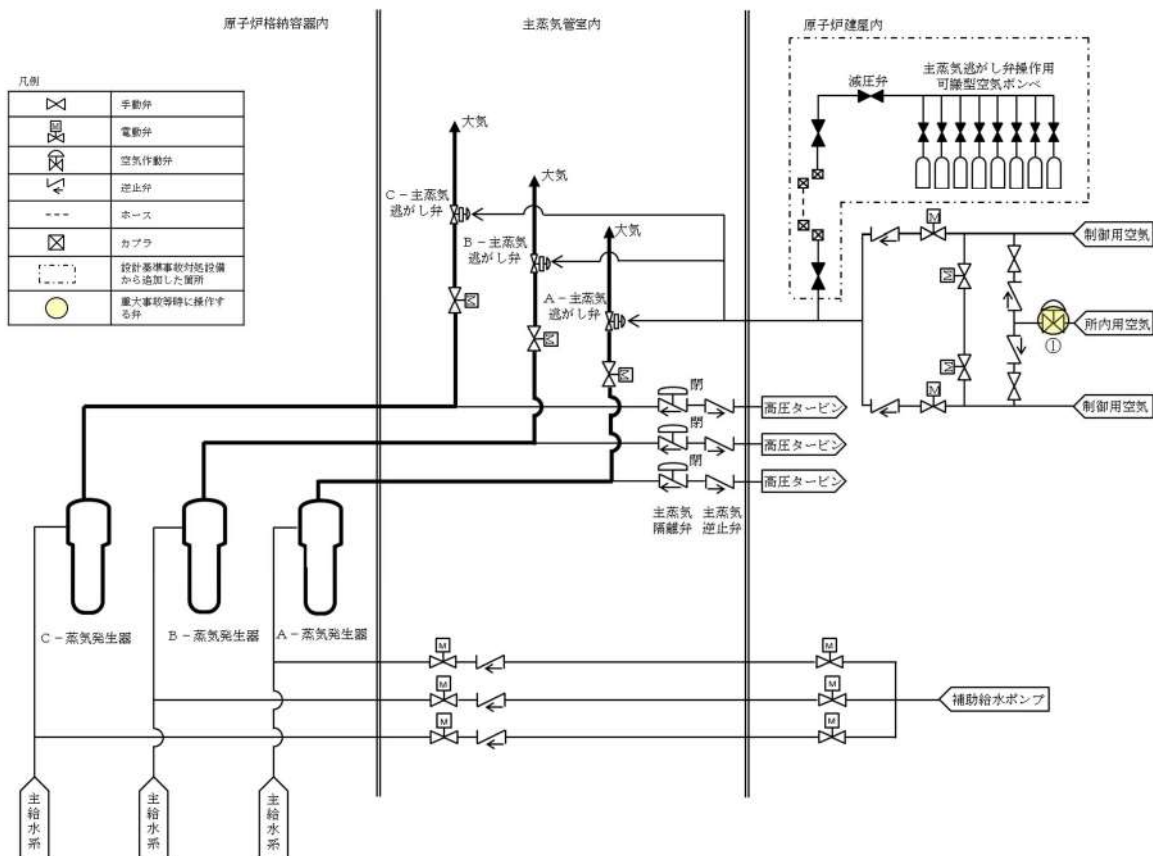 原子炉格納容器内
主蒸気管室内
原子炉建屋内
凡例
手動弁
M
電動弁
空気作動弁
逆止弁
ホース
カプラ
設計基準事故対処設備
から追加した箇所
重大事故等時に操作す
る弁
主蒸気逃がし弁操作用
可搬型空気ボンベ
減圧弁
大気
大気
大気
C-主蒸気
逃がし弁
B-主蒸気
逃がし弁
A-主蒸気
逃がし弁
M
M
M
M
M
M
M
制御用空気
所内用空気
①
制御用空気
閉
高圧タービン
閉
高圧タービン
閉
高圧タービン
主蒸気
隔離弁
主蒸気
逆止弁
C-蒸気発生器
B-蒸気発生器
A-蒸気発生器
M
M
M
M
M
M
補助給水ポンプ
主給水系
主給水系
主給水系